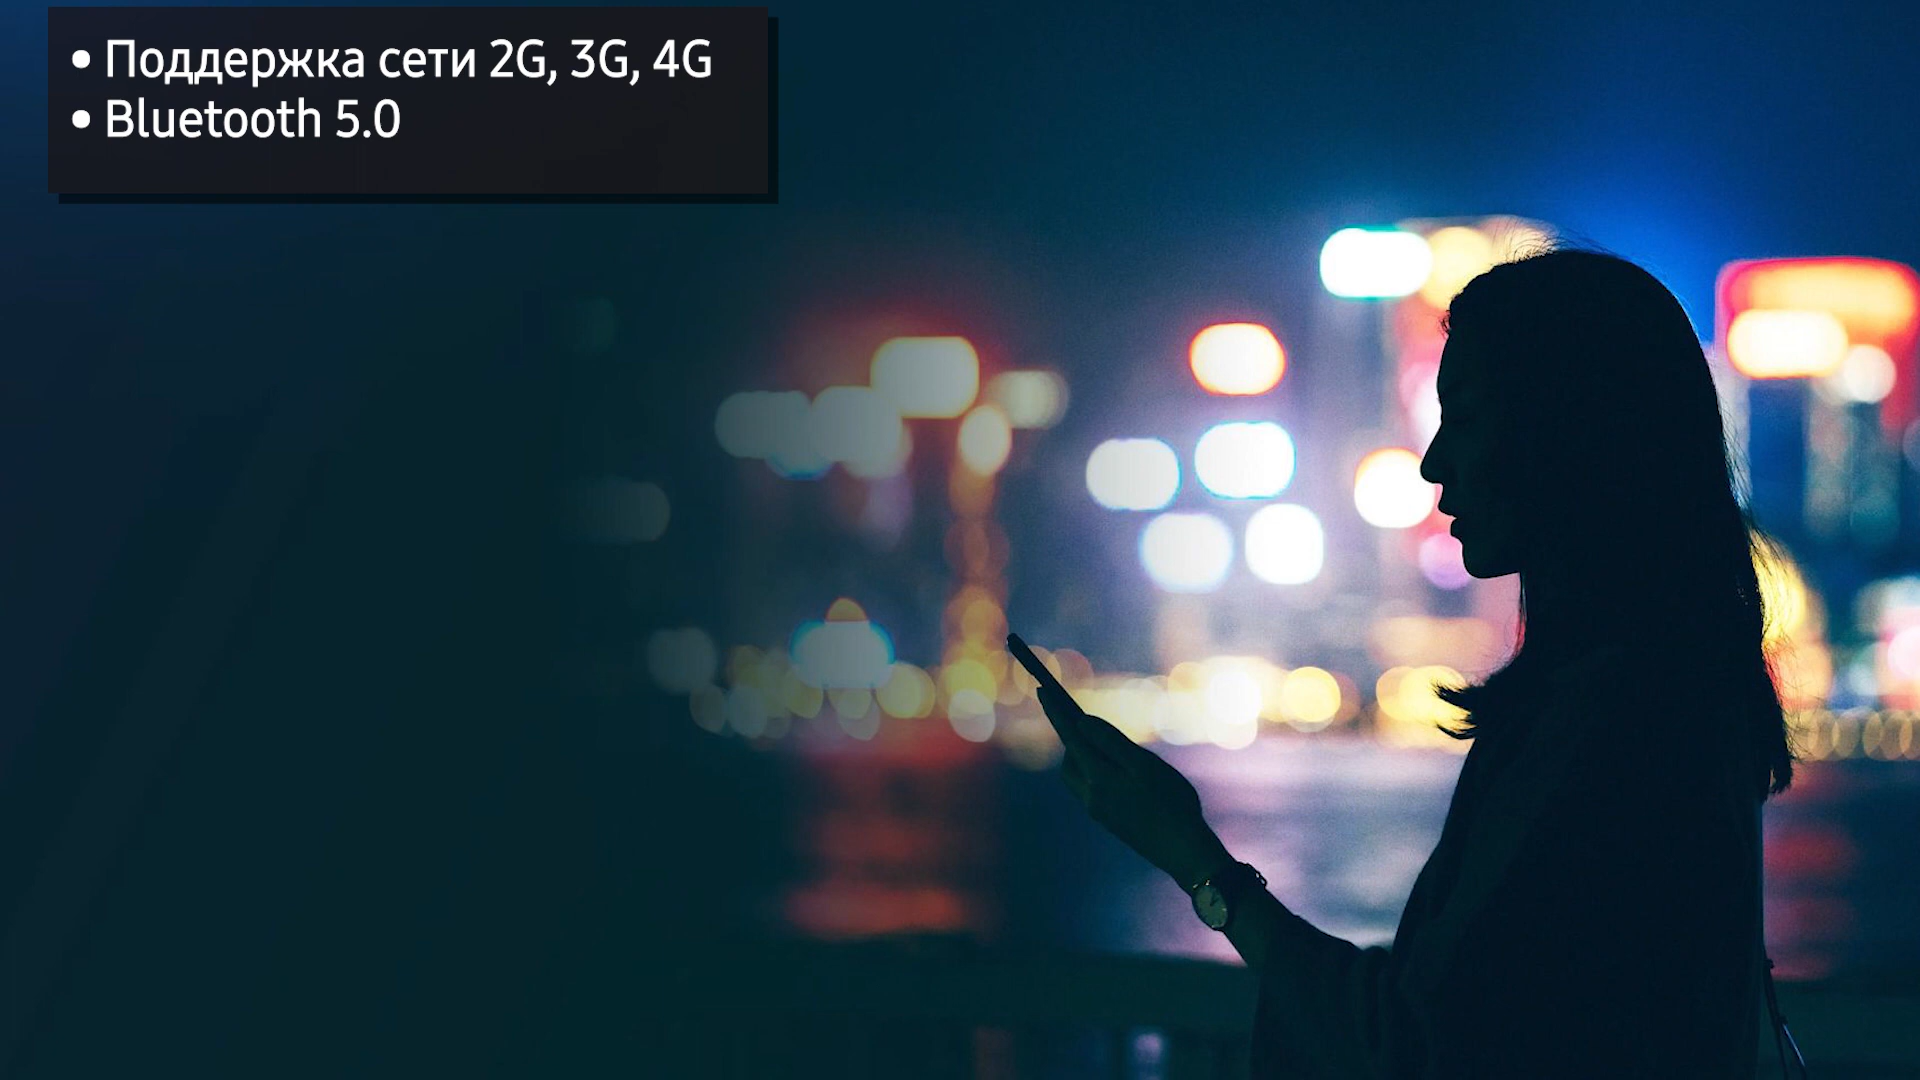 • Поддержка сети 2G, 3G, 4G
• Bluetooth 5.0